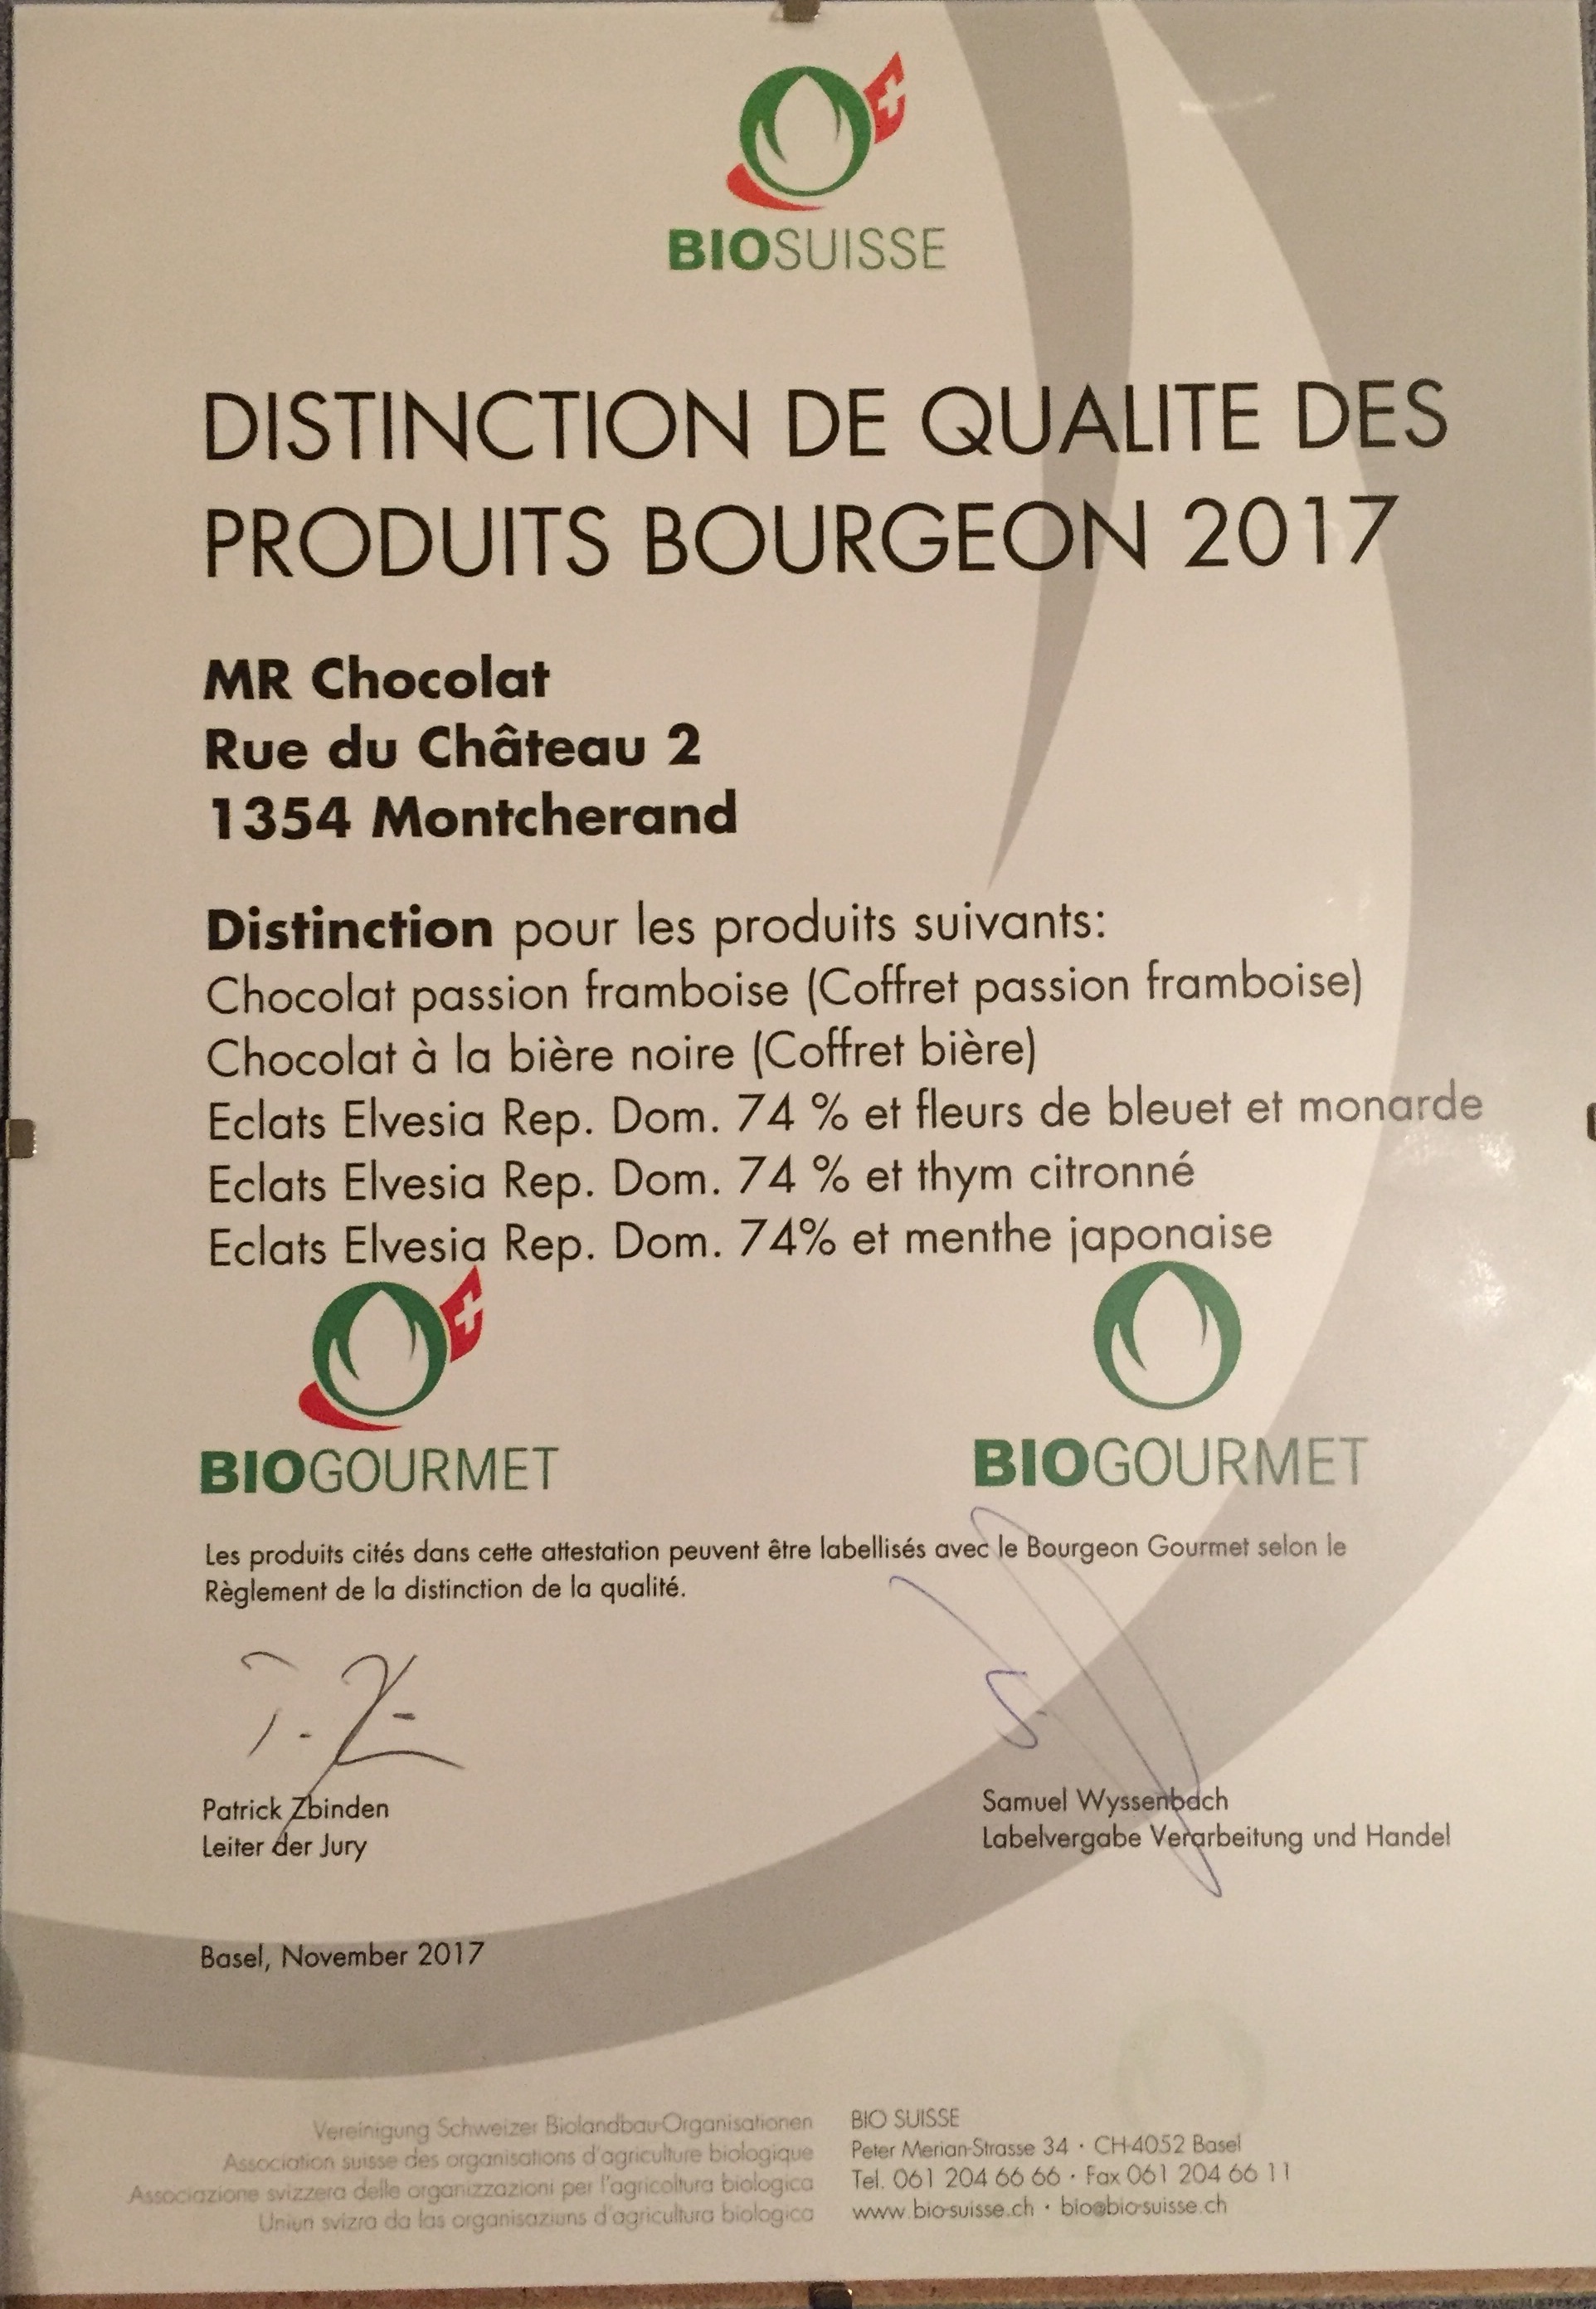 BIOSUISSE
DISTINCTION DE QUALITE DES
PRODUITS BOURGEON 2017
MR Chocolat
Rue du Château 2
1354 Montcherand
Distinction pour les produits suivants:
Chocolat passion framboise (Coffret passion framboise)
Chocolat à la bière noire (Coffret bière)
Eclats Elvesia Rep. Dom. 74 % et fleurs de bleuet et monarde
Eclats Elvesia Rep. Dom. 74 % et thym citronné
Eclats Elvesia Rep. Dom. 74% et menthe japonaise
BIOGOURMET
BIOGOURMET
Les produits cités dans cette attestation peuvent être labellisés avec le Bourgeon Gourmet selon le
Règlement de la distinction de la qualité.
Patrick Zbinden
Leiter der Jury
Samuel Wyssenbach
Labelvergabe Verarbeitung und Handel
Basel, November 2017
Vereinigung Schweizer Biolandbau-Organisationen
Association suisse des organisations d'agriculture biologique
Associazione svizzera delle organizzazioni per l'agricoltura biologica
Uniun svizra da las organisaziuns d'agricultura biologica
BIO SUISSE
Peter Merian-Strasse 34 · CH-4052 Basel
Tel. 061 204 66 66 · Fax 061 204 66 11
www.bio-suisse.ch · bio@bio-suisse.ch